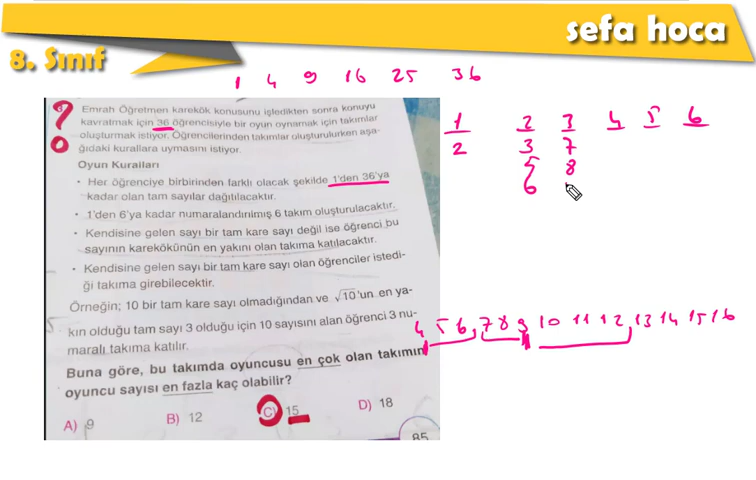 sefa hoca
8. Sınıf
1 4 9 16 25 36
Emrah Öğretmen karekök konusunu işledikten sonra konuyu
kavratmak için 36 öğrencisiyle bir oyun oynamak için takımlar
oluşturmak istiyor. Öğrencilerinden takımlar oluşturulurken aşa-
ğıdaki kurallara uymasını istiyor.
Oyun Kuralları
• Her öğrenciye birbirinden farklı olacak şekilde 1'den 36'ya
kadar olan tam sayılar dağıtılacaktır.
• 1'den 6'ya kadar numaralandırılmış 6 takım oluşturulacaktır.
• Kendisine gelen sayı bir tam kare sayı değil ise öğrenci bu
sayının karekökünün en yakını olan takıma katılacaktır.
• Kendisine gelen sayı bir tam kare sayı olan öğrenciler istedi-
ği takıma girebilecektir.
Örneğin; 10 bir tam kare sayı olmadığından ve √10'un en ya-
kın olduğu tam sayı 3 olduğu için 10 sayısını alan öğrenci 3 nu-
maralı takıma katılır.
Buna göre, bu takımda oyuncusu en çok olan takımın
oyuncu sayısı en fazla kaç olabilir?
A) 9 B) 12 C) 15 D) 18
85
1 2 3 4 5 6
2 3 7
5 8
6
4 5 6 7 8 9 10 11 12 13 14 15 16